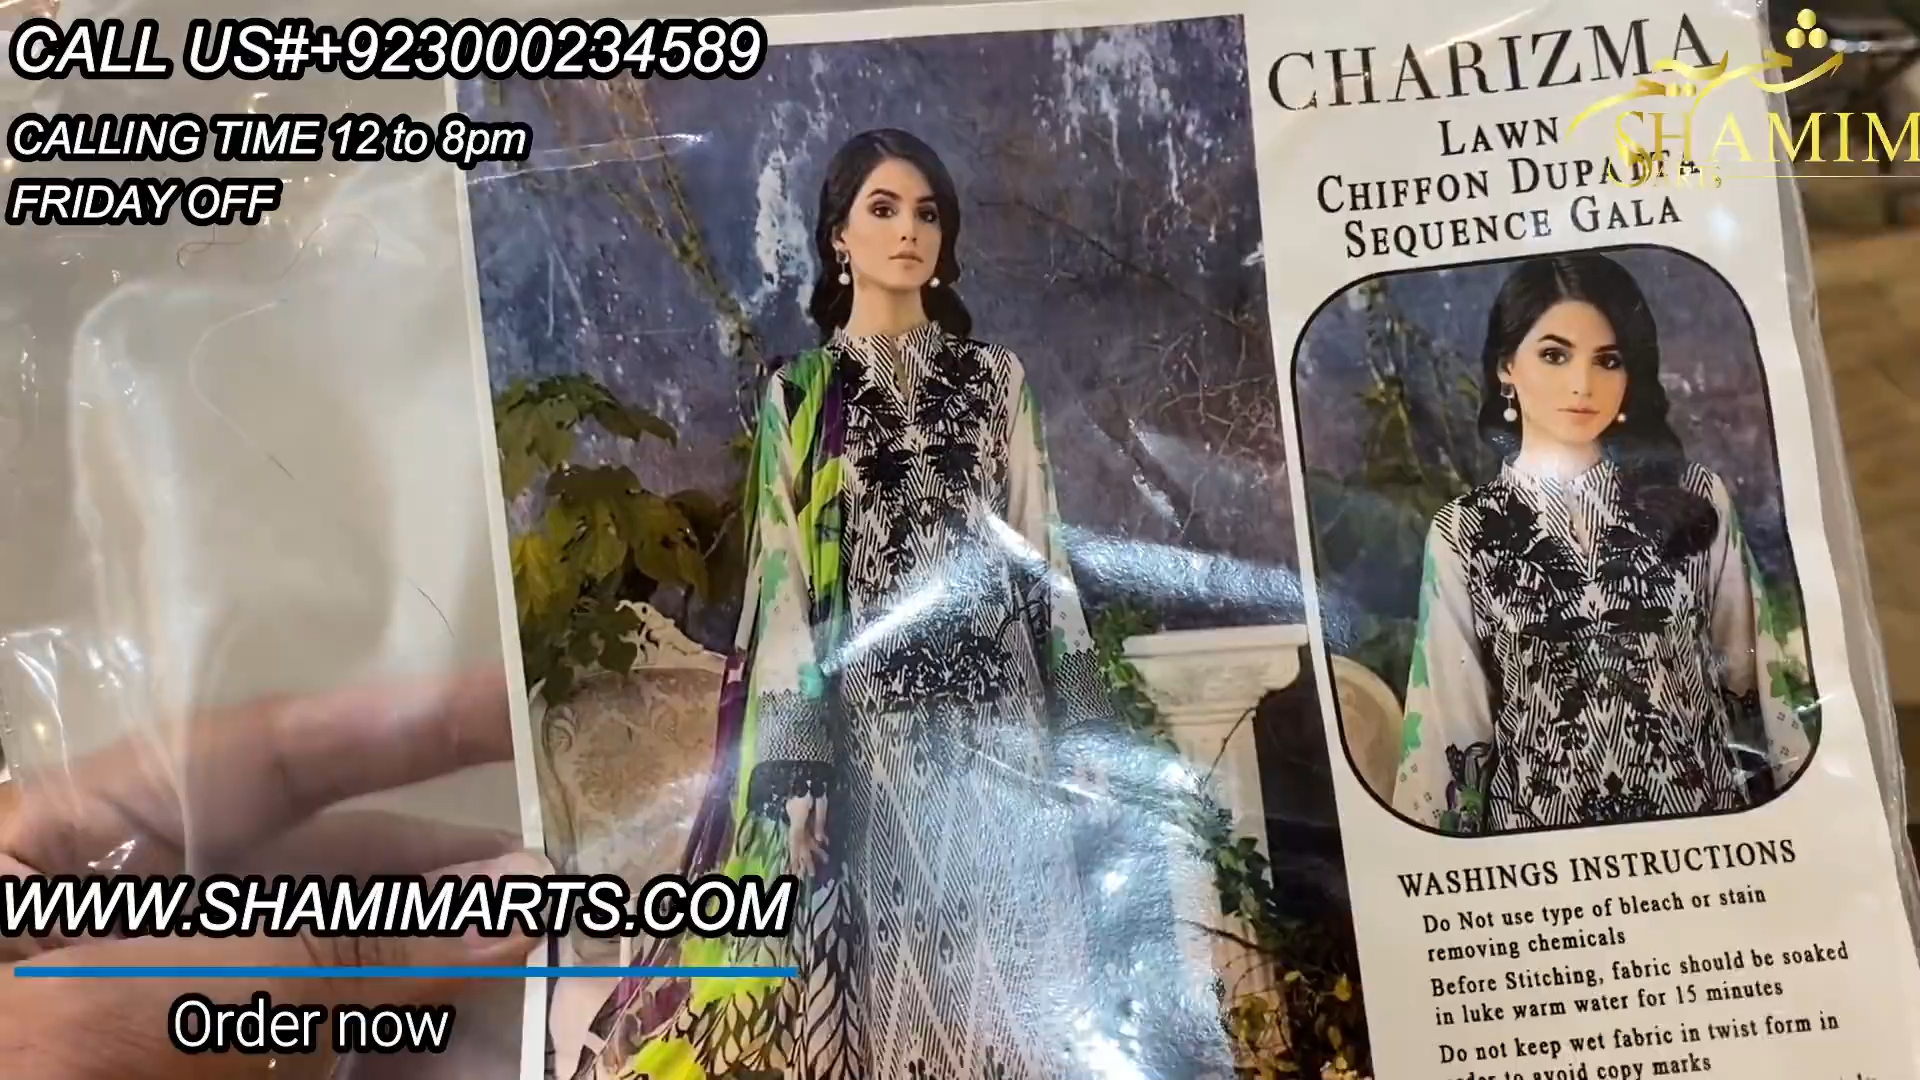 CALL US#+923000234589
CALLING TIME 12 to 8pm
FRIDAY OFF
CHARIZMA
SHAMIM
LAWN
CHIFFON DUPATTA
SEQUENCE GALA
WASHINGS INSTRUCTIONS
Do Not use type of bleach or stain
removing chemicals
Before Stitching, fabric should be soaked
in luke warm water for 15 minutes
Do not keep wet fabric in twist form in
to avoid copy marks
WWW.SHAMIMARTS.COM
Order now